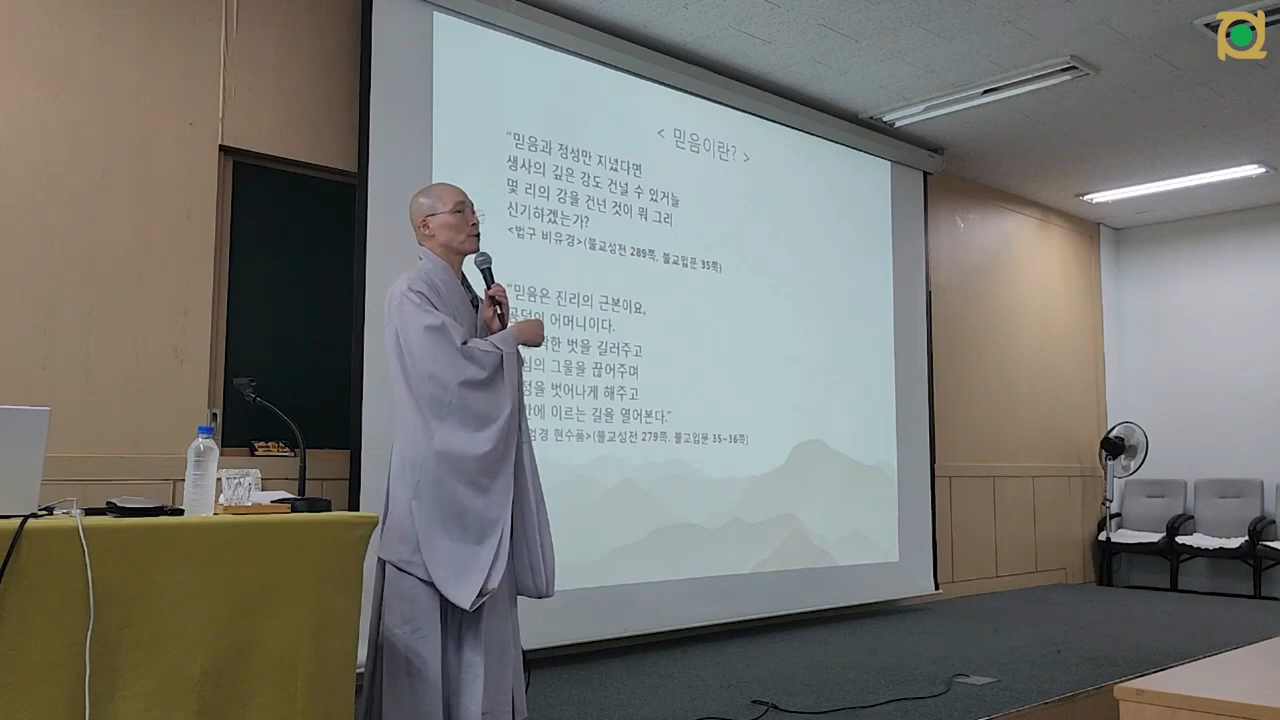 < 믿음이란? >
“믿음과 정성만 지녔다면
생사의 깊은 강도 건널 수 있거늘
몇 리의 강을 건넌 것이 뭐 그리
신기하겠는가?
<법구 비유경>(불교성전 289쪽, 불교입문 35쪽)
“믿음은 진리의 근본이요,
어머니이다.
벗을 길러주고
그물을 끊어주며
벗어나게 해주고
이르는 길을 열어본다.”
현수품>(불교성전 279쪽, 불교입문 35~36쪽)